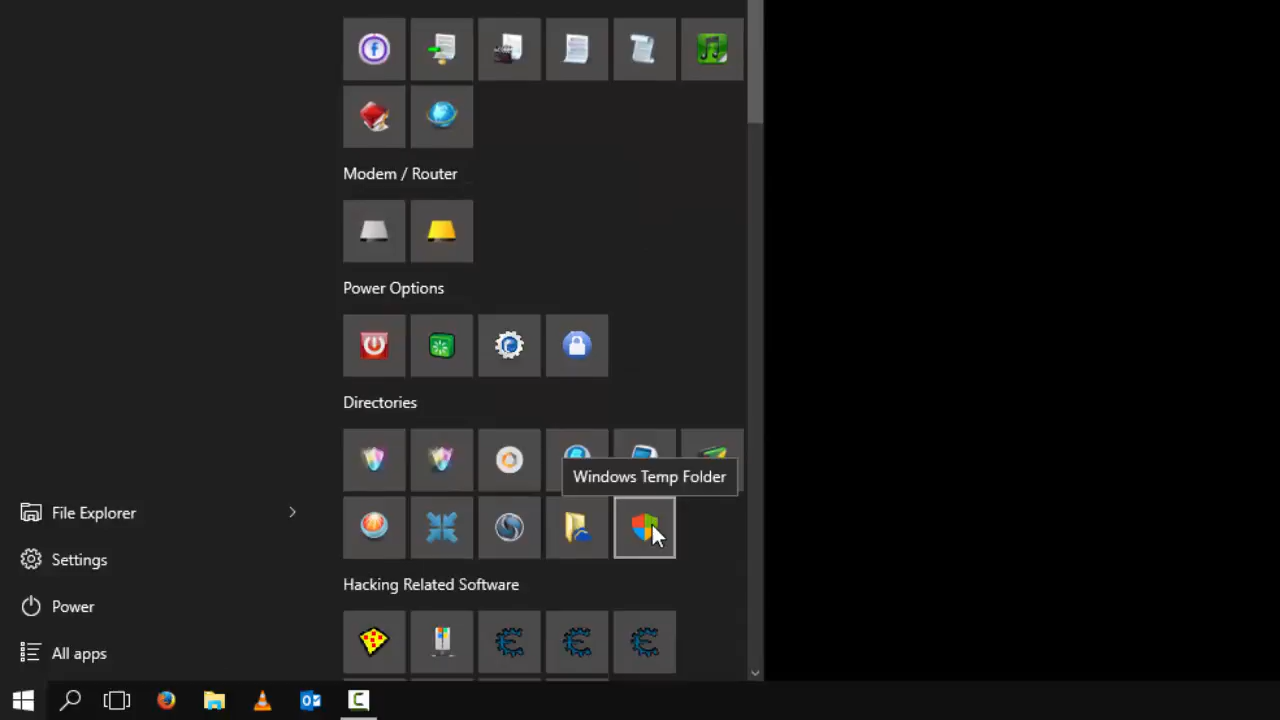 Modem / Router
Power Options
Directories
Windows Temp Folder
File Explorer
Settings
Hacking Related Software
Power
All apps